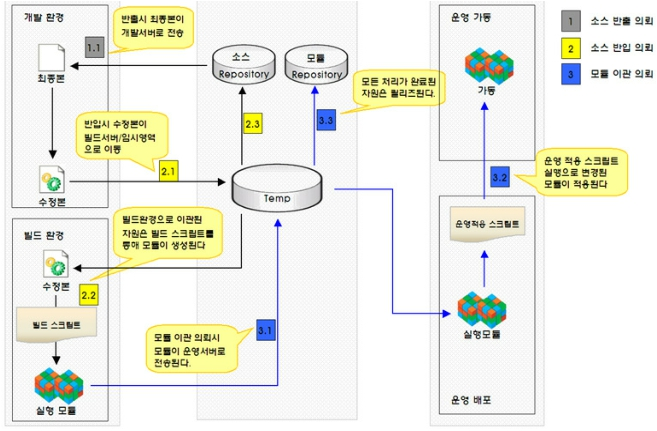 개발 환경
반출시 최종본이
개발서버로 전송
1.1
최종본
소스
Repository
모듈
Repository
운영 가동
가동
1 소스 반출 의뢰
2 소스 반입 의뢰
3 모듈 이관 의뢰
모든 처리가 완료된
자원은 릴리즈된다.
2.3
3.3
반입시 수정본이
빌드서버/임시영역
으로 이동
2.1
수정본
Temp
3.2
운영 적용 스크립트
실행으로 변경된
모듈이 적용된다
빌드 환경
빌드환경으로 이관된
자원은 빌드 스크립트를
통해 모듈이 생성된다
운영적용 스크립트
수정본
2.2
빌드 스크립트
모듈 이관 의뢰시
모듈이 운영서버로
전송된다.
3.1
실행모듈
실행 모듈
운영 배포